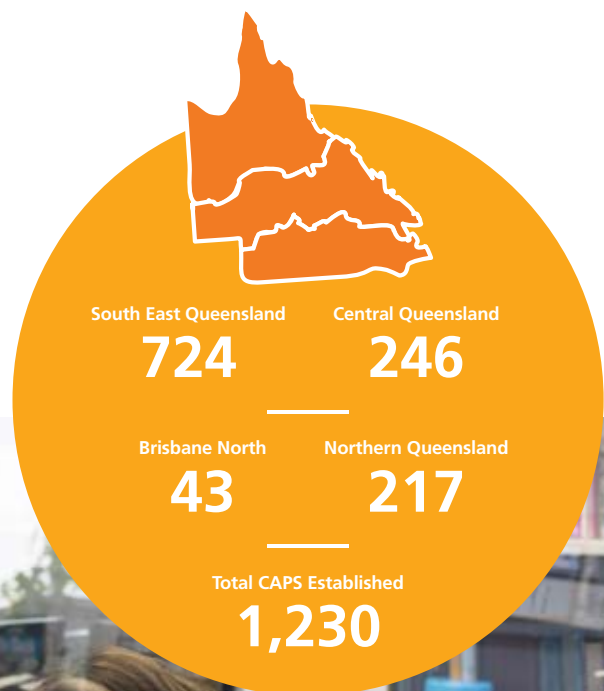 South East Queensland
724
Central Queensland
246
Brisbane North
43
Northern Queensland
217
Total CAPS Established
1,230